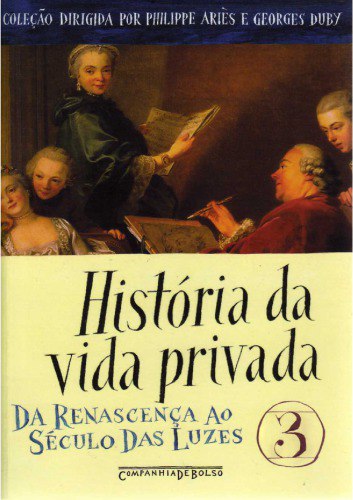 COLEÇÃO DIRIGIDA POR PHILIPPE ARIÈS E GEORGES DUBY
História da
vida privada
DA RENASCENÇA AO
SÉCULO DAS LUZES
3
COMPANHIA DE BOLSO